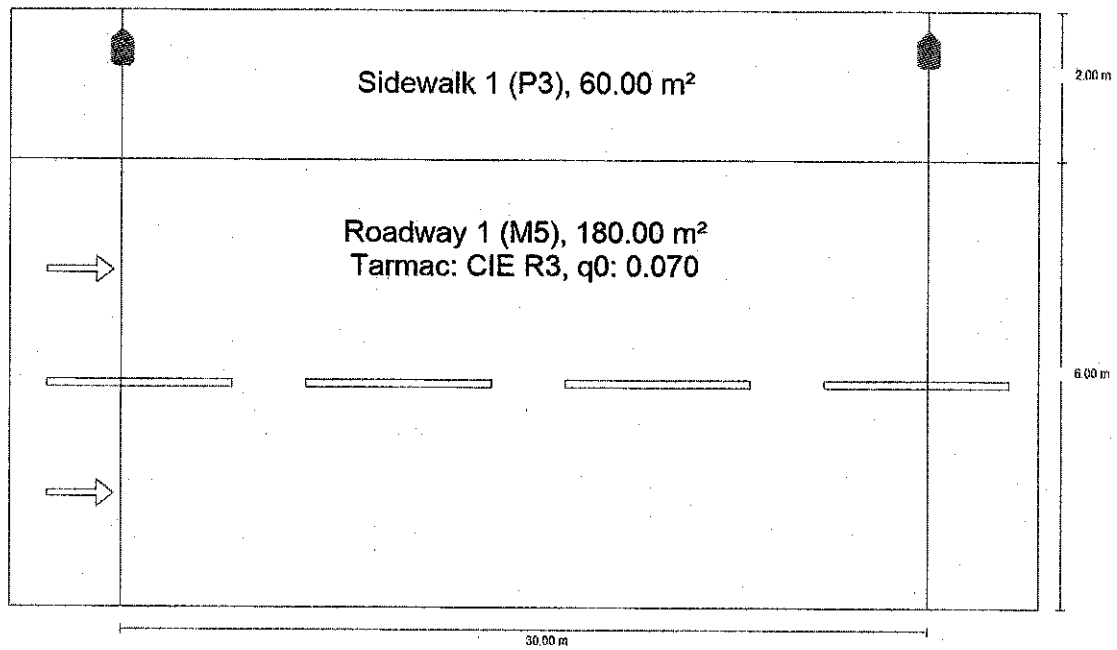 Sidewalk 1 (P3), 60.00 m²
2.00 m
Roadway 1 (M5), 180.00 m²
Tarmac: CIE R3, q0: 0.070
6.00 m
30.00 m